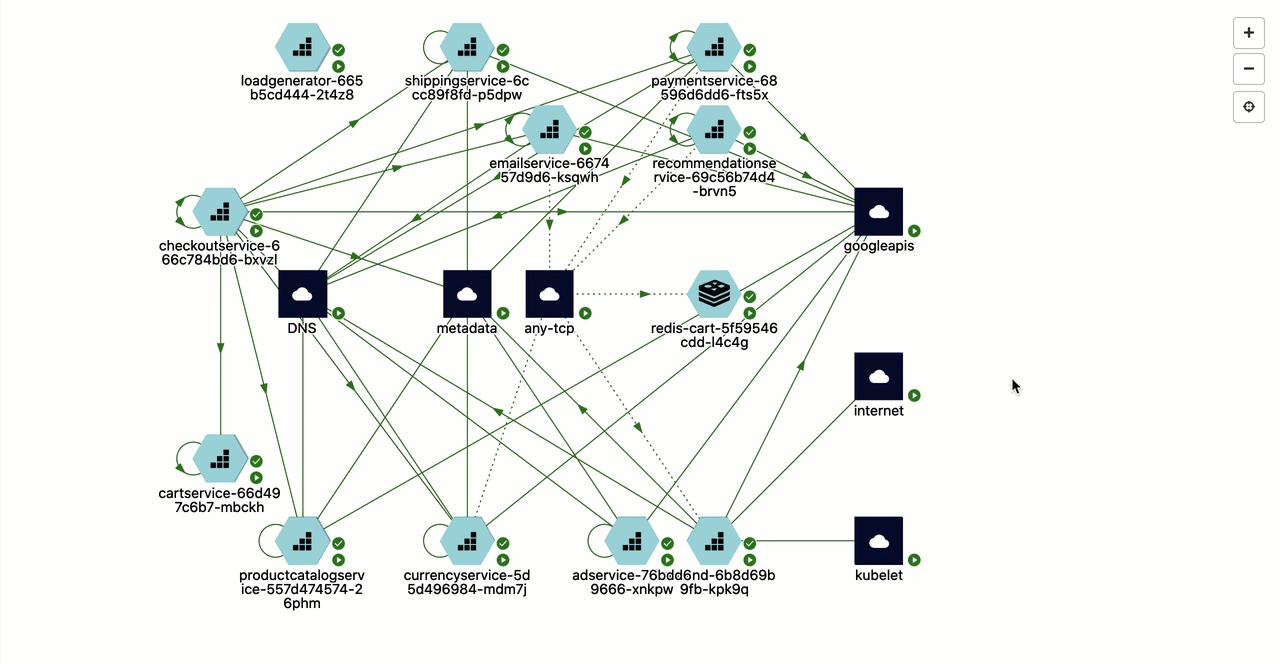 loadgenerator-665
b5cd444-2t4z8
shippingservice-6c
cc89f8fd-p5dpw
paymentservice-68
596d6dd6-fts5x
emailservice-6674
57d9d6-ksqwh
recommendationse
rvice-69c56b74d4
-brvn5
checkoutservice-6
66c784bd6-bxvzl
googleapis
DNS
metadata
any-tcp
redis-cart-5f59546
cdd-l4c4g
internet
cartservice-66d49
7c6b7-mbckh
productcatalogserv
ice-557d474574-2
6phm
currencyservice-5d
5d496984-mdm7j
adservice-76bdd6nd-6b8d69b
9666-xnkpw 9fb-kpk9q
kubelet